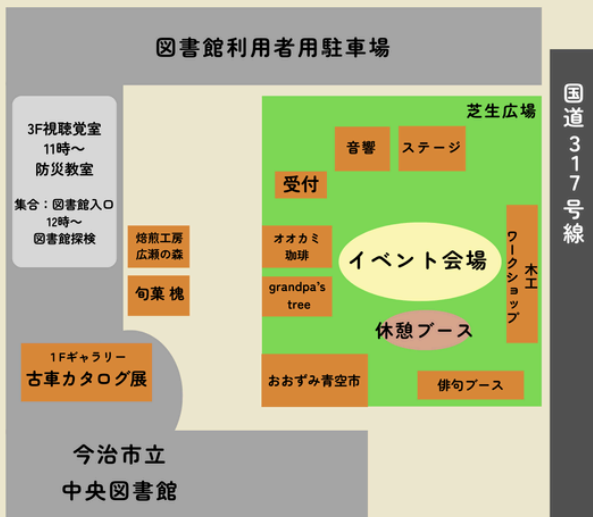 図書館利用者用駐車場
国道317号線
芝生広場
3F視聴覚室
11時～
防災教室
集合：図書館入口
12時～
図書館探検
音響
ステージ
受付
焙煎工房
広瀬の森
旬菓 槐
オオカミ
珈琲
grandpa's
tree
イベント会場
木工
ワークショップ
休憩ブース
1Fギャラリー
古車カタログ展
おおずみ青空市
俳句ブース
今治市立
中央図書館